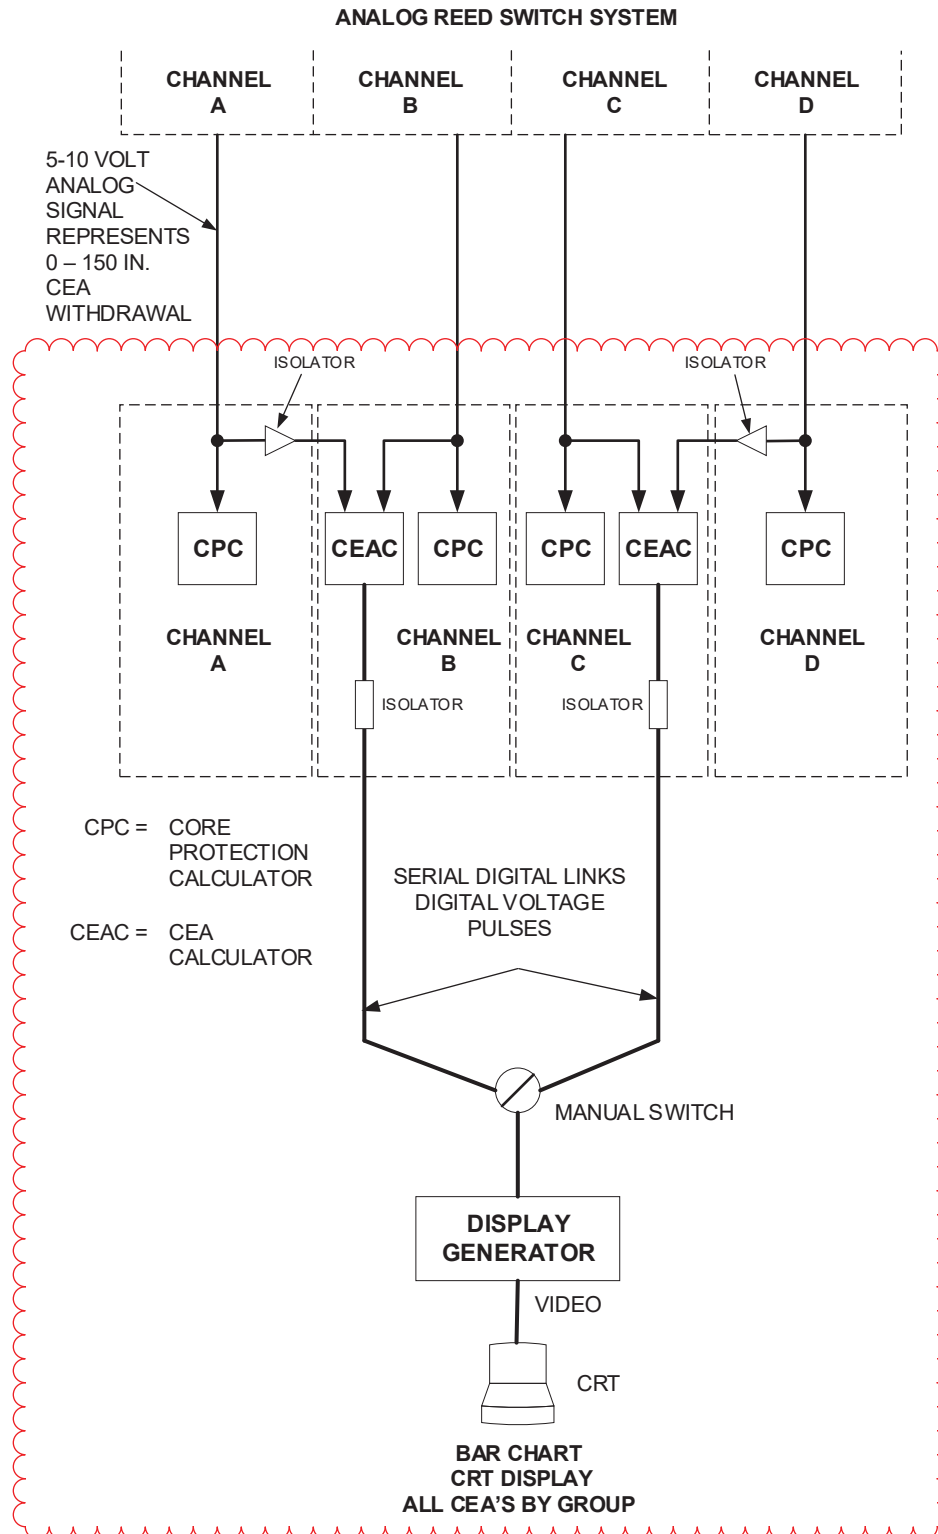 ANALOG REED SWITCH SYSTEM
CHANNEL
A
CHANNEL
B
CHANNEL
C
CHANNEL
D
5-10 VOLT
ANALOG
SIGNAL
REPRESENTS
0 – 150 IN.
CEA
WITHDRAWAL
ISOLATOR
ISOLATOR
CPC
CEAC
CPC
CPC
CEAC
CPC
CHANNEL
A
CHANNEL
B
CHANNEL
C
CHANNEL
D
ISOLATOR
ISOLATOR
CPC = CORE
PROTECTION
CALCULATOR
CEAC = CEA
CALCULATOR
SERIAL DIGITAL LINKS
DIGITAL VOLTAGE
PULSES
MANUAL SWITCH
DISPLAY
GENERATOR
VIDEO
CRT
BAR CHART
CRT DISPLAY
ALL CEA'S BY GROUP